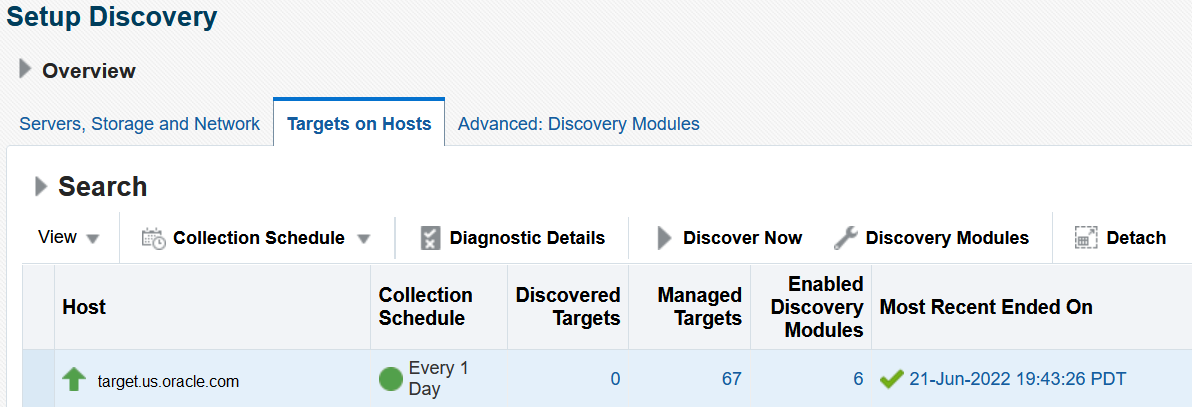 Setup Discovery
Overview
Servers, Storage and Network Targets on Hosts Advanced: Discovery Modules
Search
View Collection Schedule Diagnostic Details Discover Now Discovery Modules Detach
Host Collection Schedule Discovered Targets Managed Targets Enabled Discovery Modules Most Recent Ended On
target.us.oracle.com Every 1 Day 0 67 6 21-Jun-2022 19:43:26 PDT